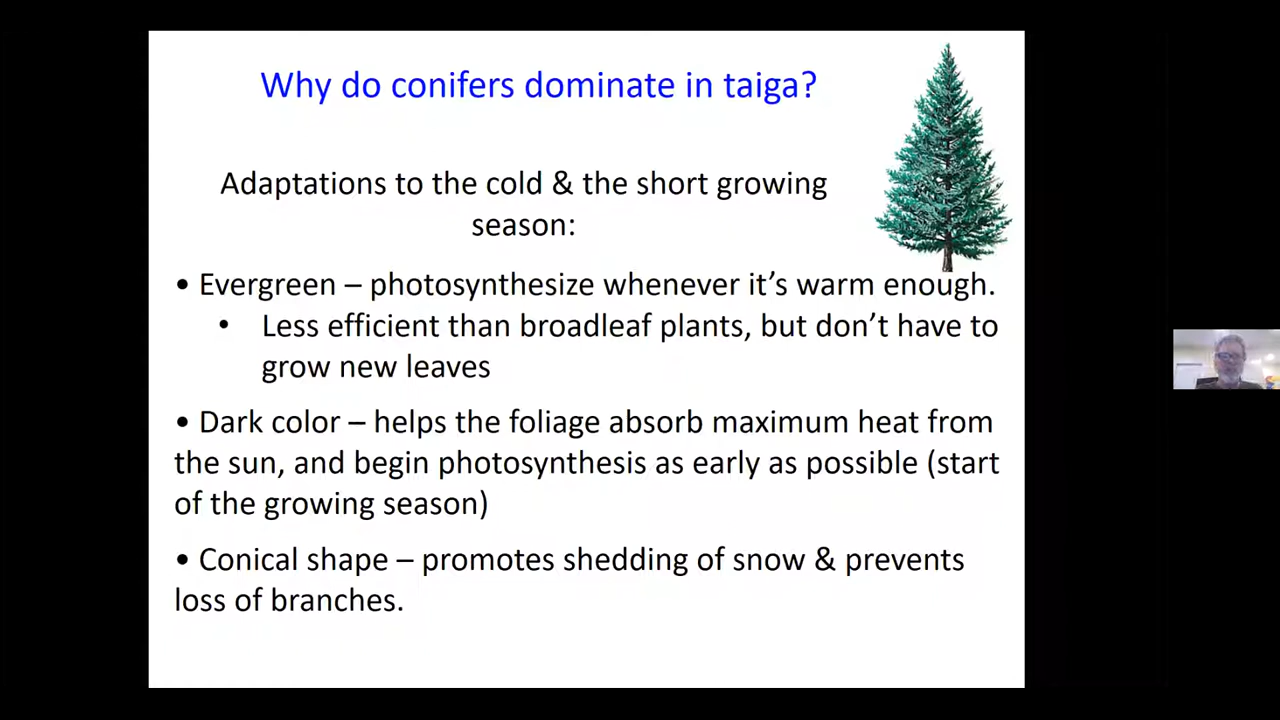 Why do conifers dominate in taiga?
Adaptations to the cold & the short growing
season:
• Evergreen – photosynthesize whenever it’s warm enough.
• Less efficient than broadleaf plants, but don’t have to
grow new leaves
• Dark color – helps the foliage absorb maximum heat from
the sun, and begin photosynthesis as early as possible (start
of the growing season)
• Conical shape – promotes shedding of snow & prevents
loss of branches.